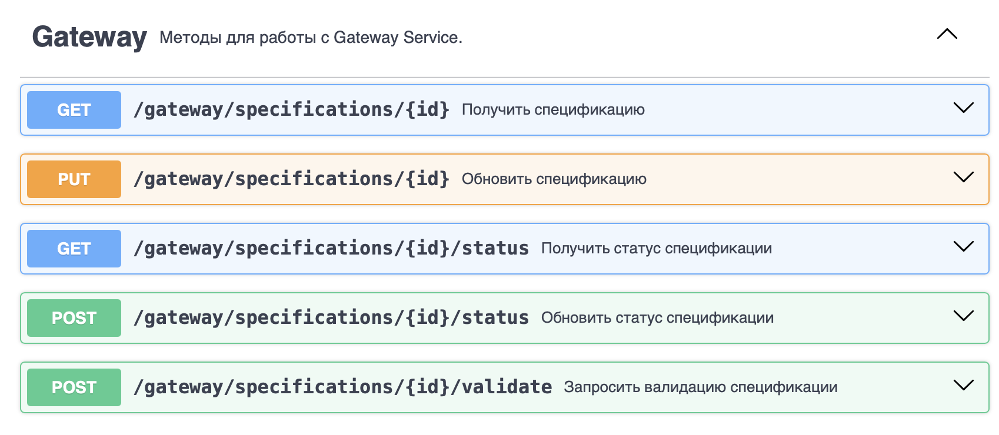 Gateway Методы для работы с Gateway Service.
GET /gateway/specifications/{id} Получить спецификацию
PUT /gateway/specifications/{id} Обновить спецификацию
GET /gateway/specifications/{id}/status Получить статус спецификации
POST /gateway/specifications/{id}/status Обновить статус спецификации
POST /gateway/specifications/{id}/validate Запросить валидацию спецификации